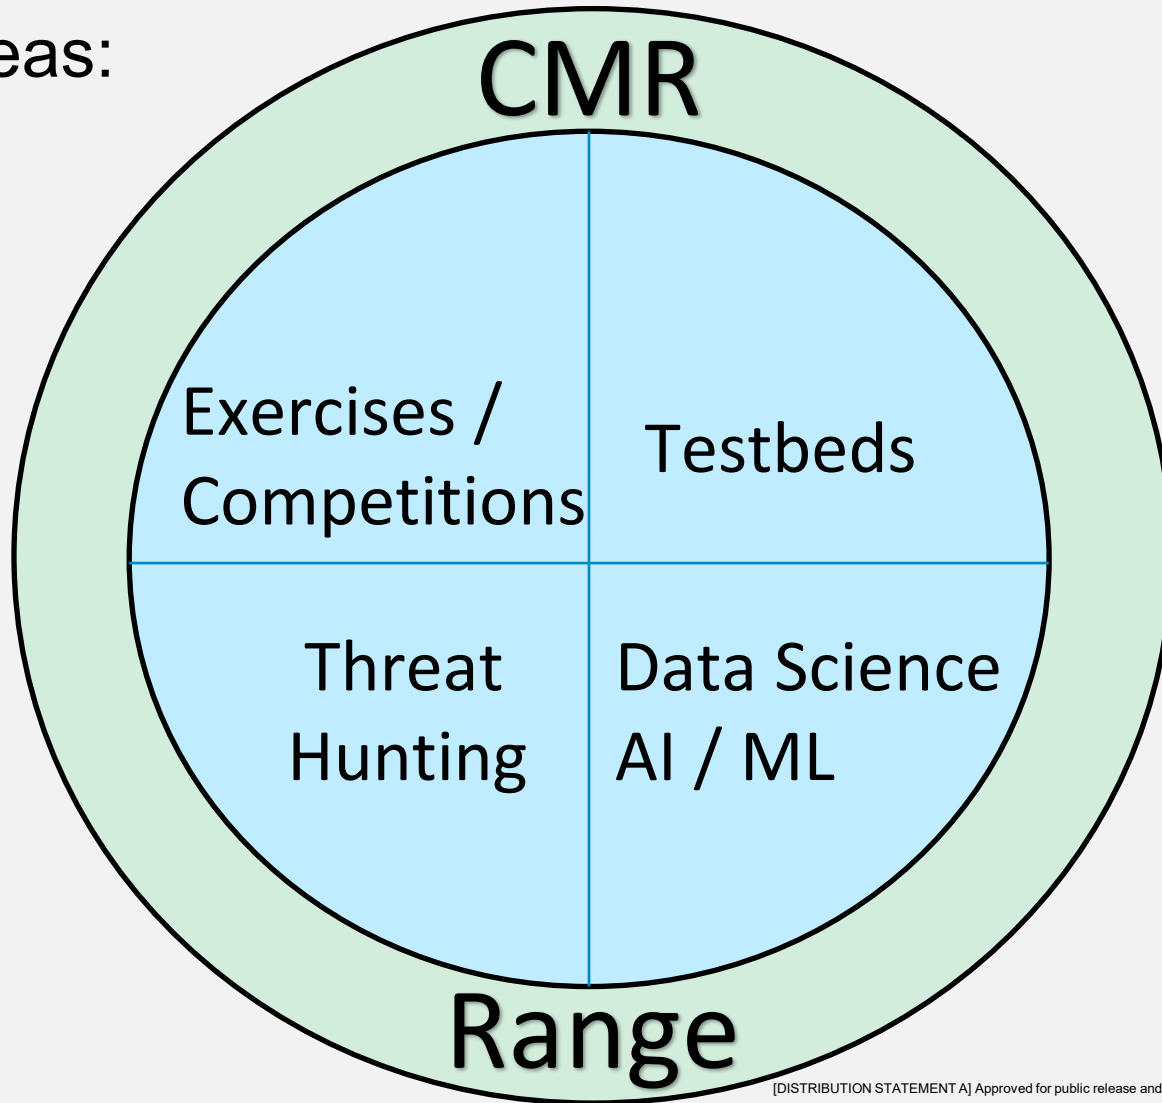 eas:
CMR
Exercises /
Competitions
Testbeds
Threat
Hunting
Data Science
AI / ML
Range
[DISTRIBUTION STATEMENT A] Approved for public release and